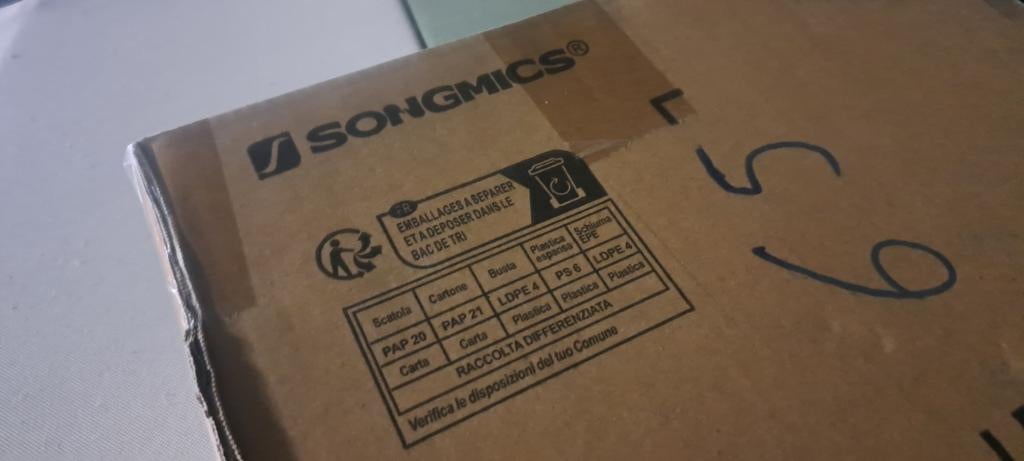 SONGMICS®
FR
EMBALLAGES A SEPARER
ET A DEPOSER DANS LE
BAC DE TRI
Scatola Cartone Busta Plastica espansa Schiuma EPE
PAP 20 PAP 21 LDPE 4 PS 6 LDPE 4
Carta Carta Plastica Plastica Plastica
RACCOLTA DIFFERENZIATA
Verifica le disposizioni del tuo Comune